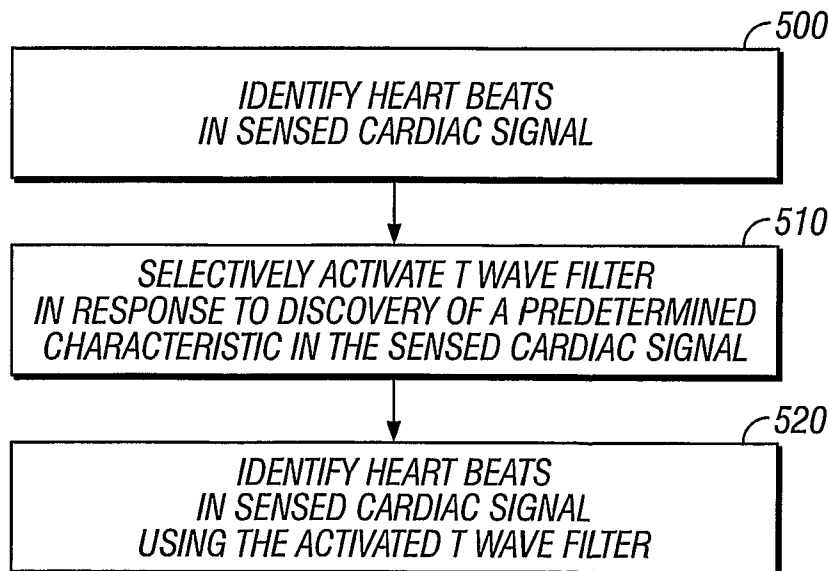 500
IDENTIFY HEART BEATS
IN SENSED CARDIAC SIGNAL
510
SELECTIVELY ACTIVATE T WAVE FILTER
IN RESPONSE TO DISCOVERY OF A PREDETERMINED
CHARACTERISTIC IN THE SENSED CARDIAC SIGNAL
520
IDENTIFY HEART BEATS
IN SENSED CARDIAC SIGNAL
USING THE ACTIVATED T WAVE FILTER